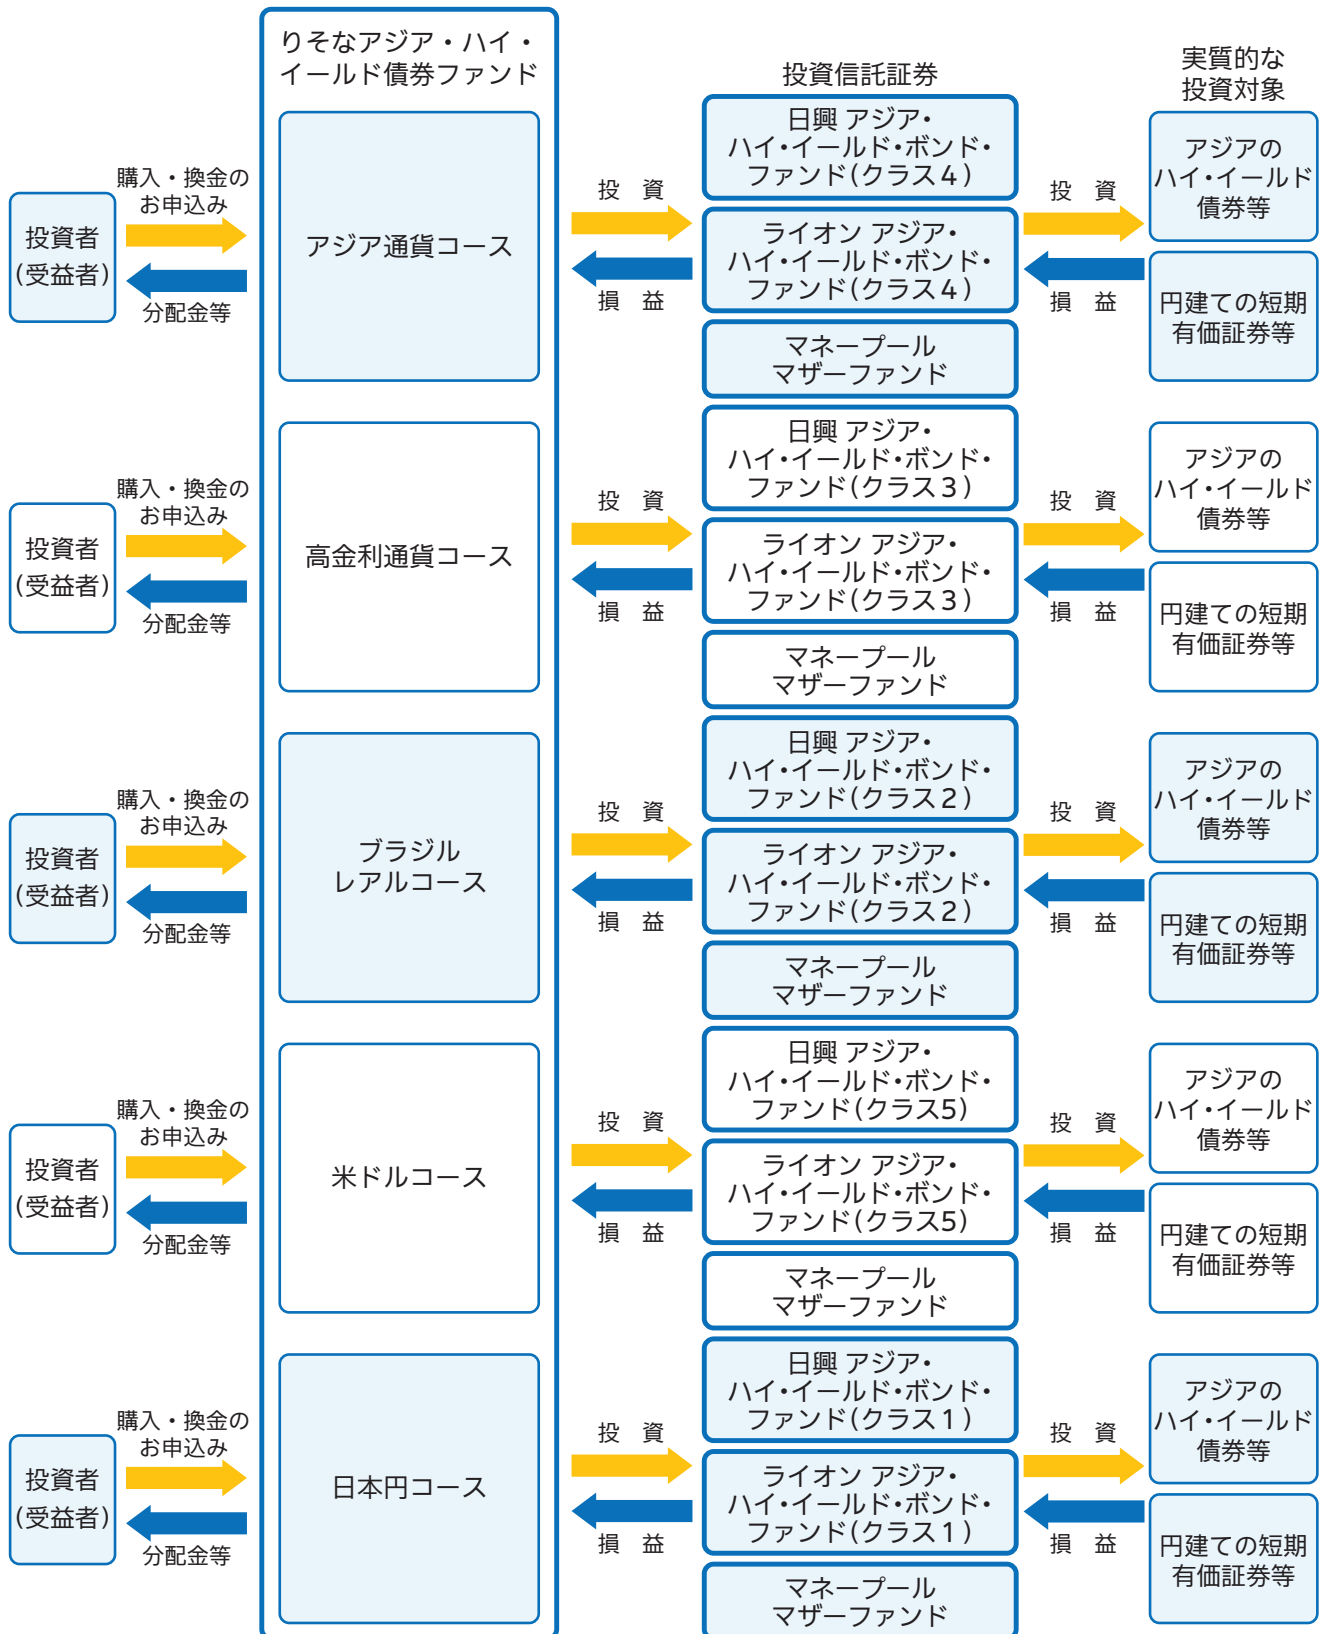 りそなアジア・ハイ・
イールド債券ファンド
投資信託証券
実質的な
投資対象
投資者
(受益者)
購入・換金の
お申込み
分配金等
アジア通貨コース
投　資
損　益
日興 アジア・
ハイ・イールド・ボンド・
ファンド(クラス４)
ライオン アジア・
ハイ・イールド・ボンド・
ファンド(クラス４)
マネープール
マザーファンド
投　資
損　益
アジアの
ハイ・イールド
債券等
円建ての短期
有価証券等
投資者
(受益者)
購入・換金の
お申込み
分配金等
高金利通貨コース
投　資
損　益
日興 アジア・
ハイ・イールド・ボンド・
ファンド(クラス３)
ライオン アジア・
ハイ・イールド・ボンド・
ファンド(クラス３)
マネープール
マザーファンド
投　資
損　益
アジアの
ハイ・イールド
債券等
円建ての短期
有価証券等
投資者
(受益者)
購入・換金の
お申込み
分配金等
ブラジル
レアルコース
投　資
損　益
日興 アジア・
ハイ・イールド・ボンド・
ファンド(クラス２)
ライオン アジア・
ハイ・イールド・ボンド・
ファンド(クラス２)
マネープール
マザーファンド
投　資
損　益
アジアの
ハイ・イールド
債券等
円建ての短期
有価証券等
投資者
(受益者)
購入・換金の
お申込み
分配金等
米ドルコース
投　資
損　益
日興 アジア・
ハイ・イールド・ボンド・
ファンド(クラス5)
ライオン アジア・
ハイ・イールド・ボンド・
ファンド(クラス5)
マネープール
マザーファンド
投　資
損　益
アジアの
ハイ・イールド
債券等
円建ての短期
有価証券等
投資者
(受益者)
購入・換金の
お申込み
分配金等
日本円コース
投　資
損　益
日興 アジア・
ハイ・イールド・ボンド・
ファンド(クラス１)
ライオン アジア・
ハイ・イールド・ボンド・
ファンド(クラス１)
マネープール
マザーファンド
投　資
損　益
アジアの
ハイ・イールド
債券等
円建ての短期
有価証券等